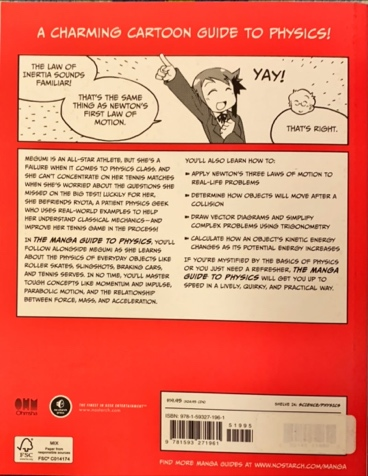 A CHARMING CARTOON GUIDE TO PHYSICS!
THE LAW OF
INERTIA SOUNDS
FAMILIAR!
THAT'S THE SAME
THING AS NEWTON'S
FIRST LAW OF
MOTION.
YAY!
THAT'S RIGHT.
MEGUMI IS AN ALL-STAR ATHLETE, BUT SHE'S A
FAILURE WHEN IT COMES TO PHYSICS CLASS. AND
SHE CAN'T CONCENTRATE ON HER TENNIS MATCHES
WHEN SHE'S WORRIED ABOUT THE QUESTIONS SHE
MISSED ON THE BIG TEST! LUCKILY FOR HER,
SHE BEFRIENDS RYOTA, A PATIENT PHYSICS GEEK
WHO USES REAL-WORLD EXAMPLES TO HELP
HER UNDERSTAND CLASSICAL MECHANICS—AND
IMPROVE HER TENNIS GAME IN THE PROCESS!
IN THE MANGA GUIDE TO PHYSICS, YOU'LL
FOLLOW ALONGSIDE MEGUMI AS SHE LEARNS
ABOUT THE PHYSICS OF EVERYDAY OBJECTS LIKE
ROLLER SKATES, SLINGSHOTS, BRAKING CARS,
AND TENNIS SERVES. IN NO TIME, YOU'LL MASTER
TOUGH CONCEPTS LIKE MOMENTUM AND IMPULSE,
PARABOLIC MOTION, AND THE RELATIONSHIP
BETWEEN FORCE, MASS, AND ACCELERATION.
YOU'LL ALSO LEARN HOW TO:
APPLY NEWTON'S THREE LAWS OF MOTION TO
REAL-LIFE PROBLEMS
DETERMINE HOW OBJECTS WILL MOVE AFTER A
COLLISION
DRAW VECTOR DIAGRAMS AND SIMPLIFY
COMPLEX PROBLEMS USING TRIGONOMETRY
CALCULATE HOW AN OBJECT'S KINETIC ENERGY
CHANGES AS ITS POTENTIAL ENERGY INCREASES
IF YOU'RE MYSTIFIED BY THE BASICS OF PHYSICS
OR YOU JUST NEED A REFRESHER, THE MANGA
GUIDE TO PHYSICS WILL GET YOU UP TO
SPEED IN A LIVELY, QUIRKY, AND PRACTICAL WAY.
Ohmsha
THE FINEST IN GEEK ENTERTAINMENT™
www.nostarch.com
SHELVE IN: SCIENCE/PHYSICS
ISBN: 978-1-59327-196-1
51995
9 781593 271961
FSC
MIX
Paper from
responsible sources
FSC® C014174
FIND MORE MANGA GUIDES AT WWW.NOSTARCH.COM/MANGA